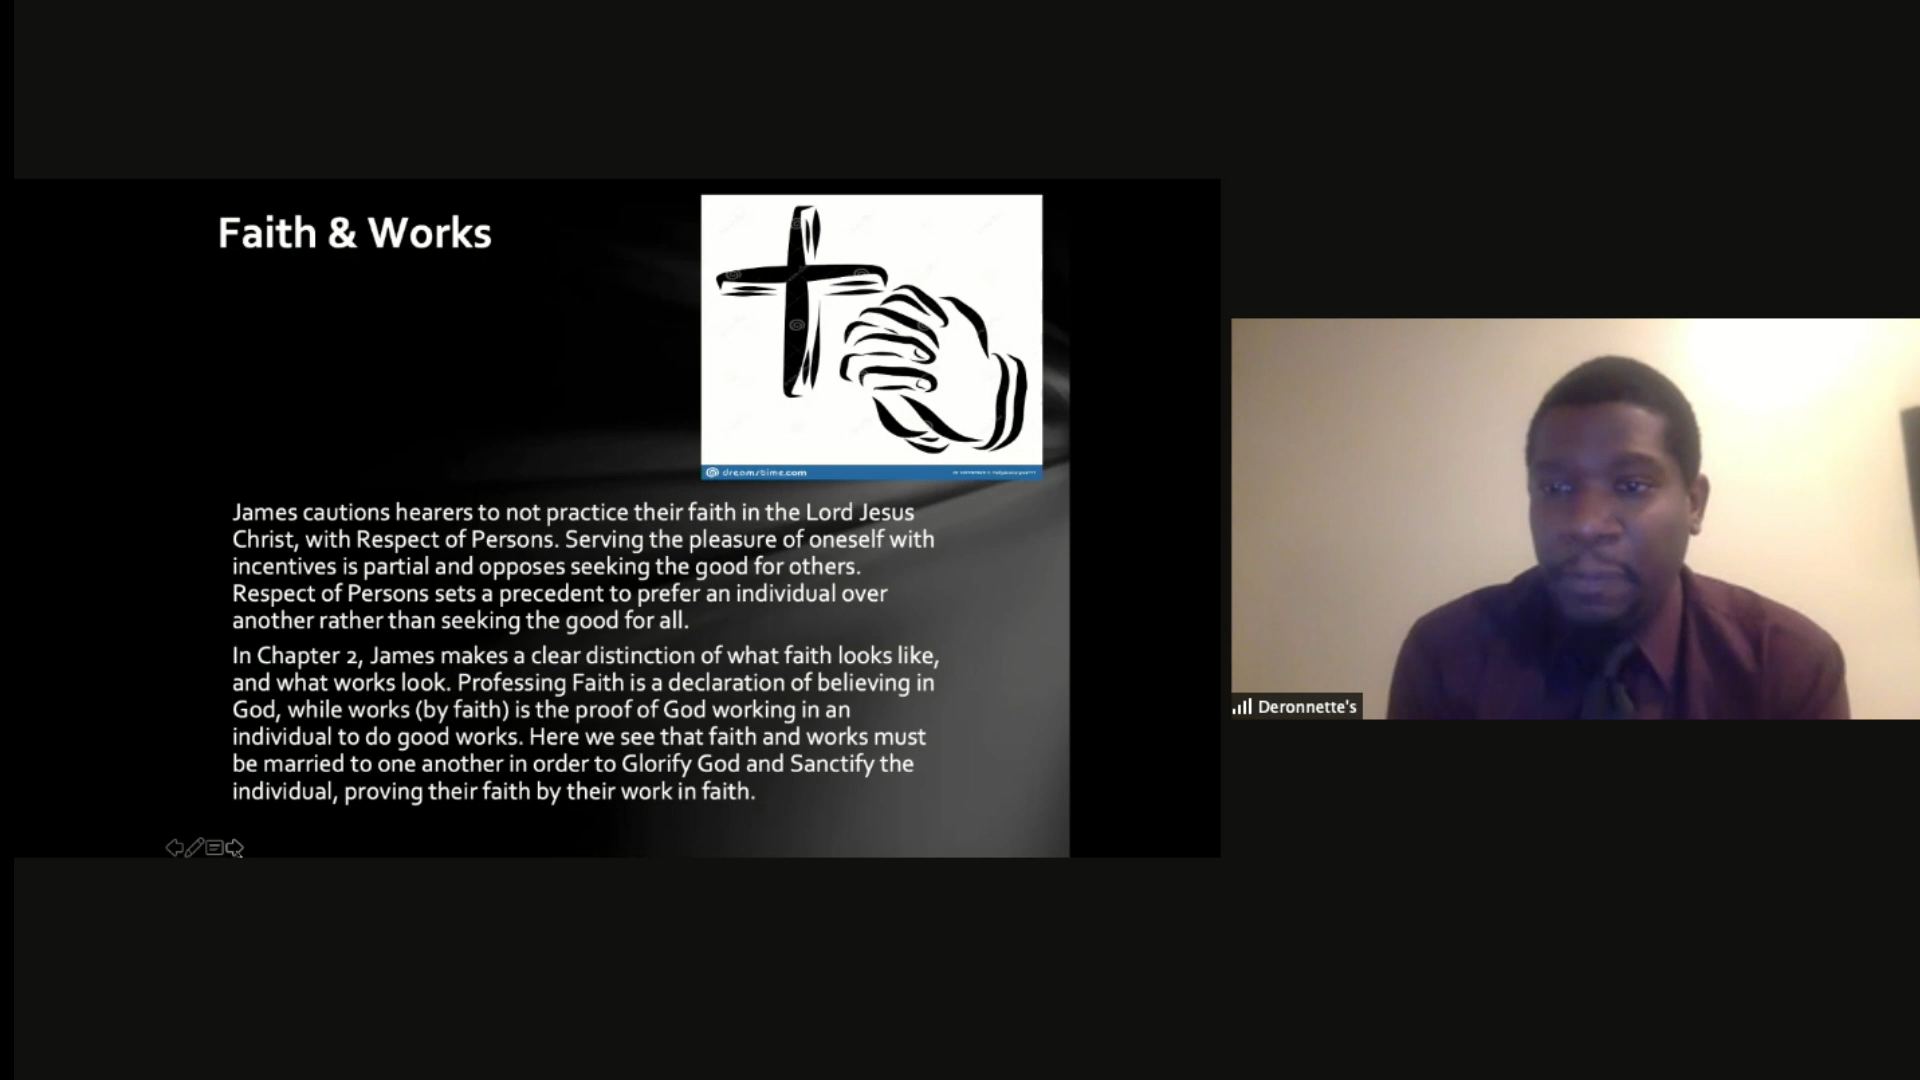 Faith & Works
dreamstime.com
James cautions hearers to not practice their faith in the Lord Jesus
Christ, with Respect of Persons. Serving the pleasure of oneself with
incentives is partial and opposes seeking the good for others.
Respect of Persons sets a precedent to prefer an individual over
another rather than seeking the good for all.
In Chapter 2, James makes a clear distinction of what faith looks like,
and what works look. Professing Faith is a declaration of believing in
God, while works (by faith) is the proof of God working in an
individual to do good works. Here we see that faith and works must
be married to one another in order to Glorify God and Sanctify the
individual, proving their faith by their work in faith.
Deronnette's